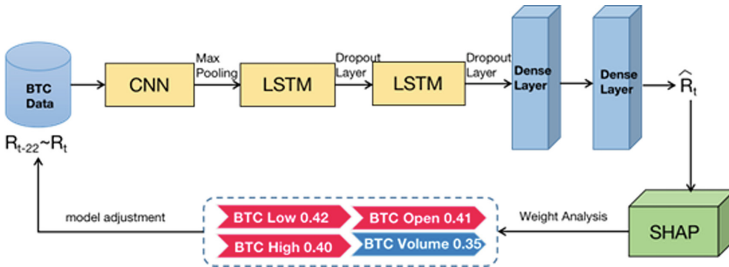 BTC
Data
CNN
Max
Pooling
LSTM
Dropout
Layer
LSTM
Dropout
Layer
Dense
Layer
Dense
Layer
R̂t
Rt-22~Rt
model adjustment
BTC Low 0.42
BTC Open 0.41
BTC High 0.40
BTC Volume 0.35
Weight Analysis
SHAP